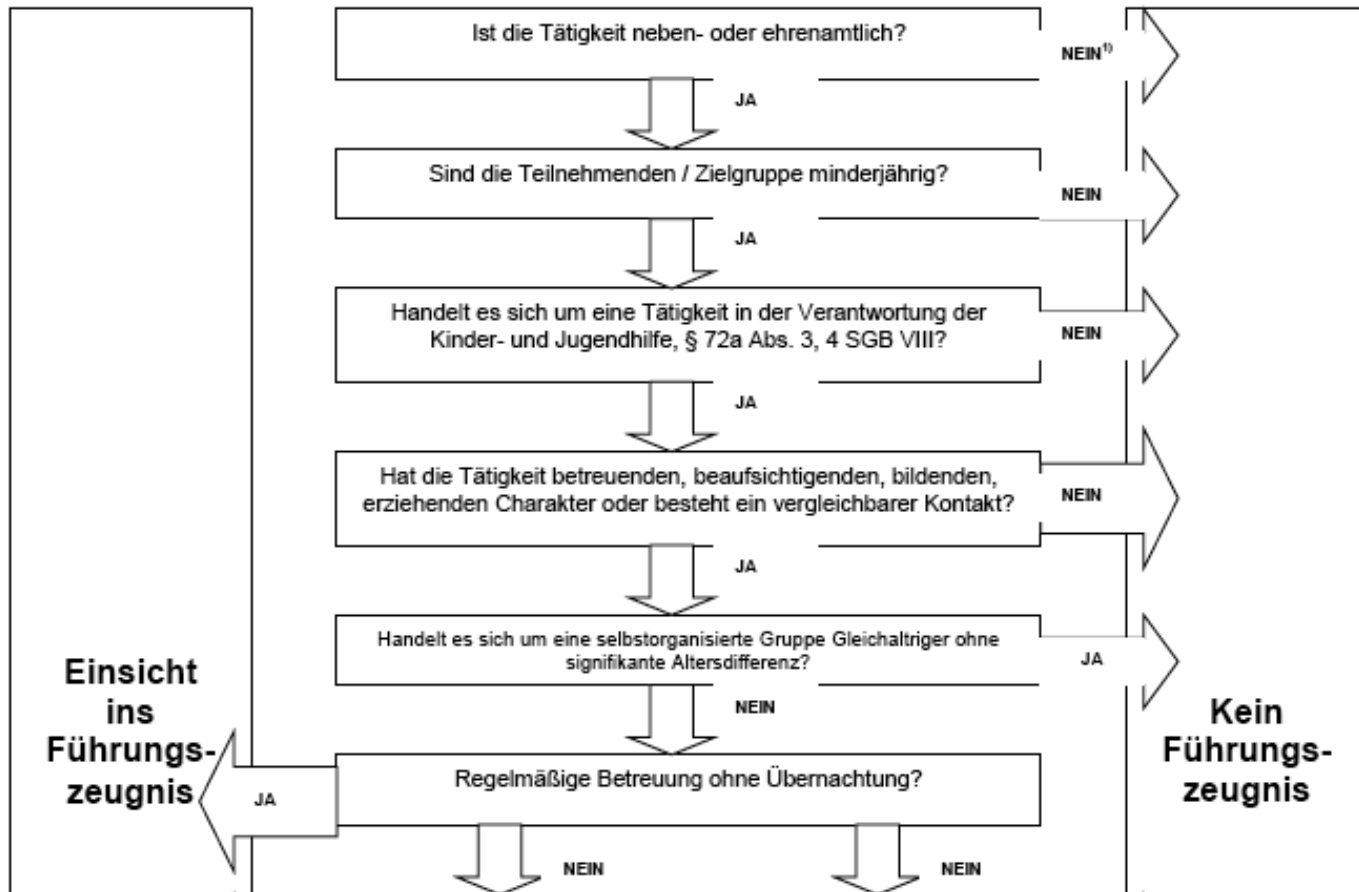 Ist die Tätigkeit neben- oder ehrenamtlich?
NEIN¹⁾
JA
Sind die Teilnehmenden / Zielgruppe minderjährig?
NEIN
JA
Handelt es sich um eine Tätigkeit in der Verantwortung der
Kinder- und Jugendhilfe, § 72a Abs. 3, 4 SGB VIII?
NEIN
JA
Hat die Tätigkeit betreuenden, beaufsichtigenden, bildenden,
erziehenden Charakter oder besteht ein vergleichbarer Kontakt?
NEIN
JA
Handelt es sich um eine selbstorganisierte Gruppe Gleichaltriger ohne
signifikante Altersdifferenz?
JA
NEIN
Einsicht
ins
Führungs-
zeugnis
Kein
Führungs-
zeugnis
Regelmäßige Betreuung ohne Übernachtung?
JA
NEIN
NEIN